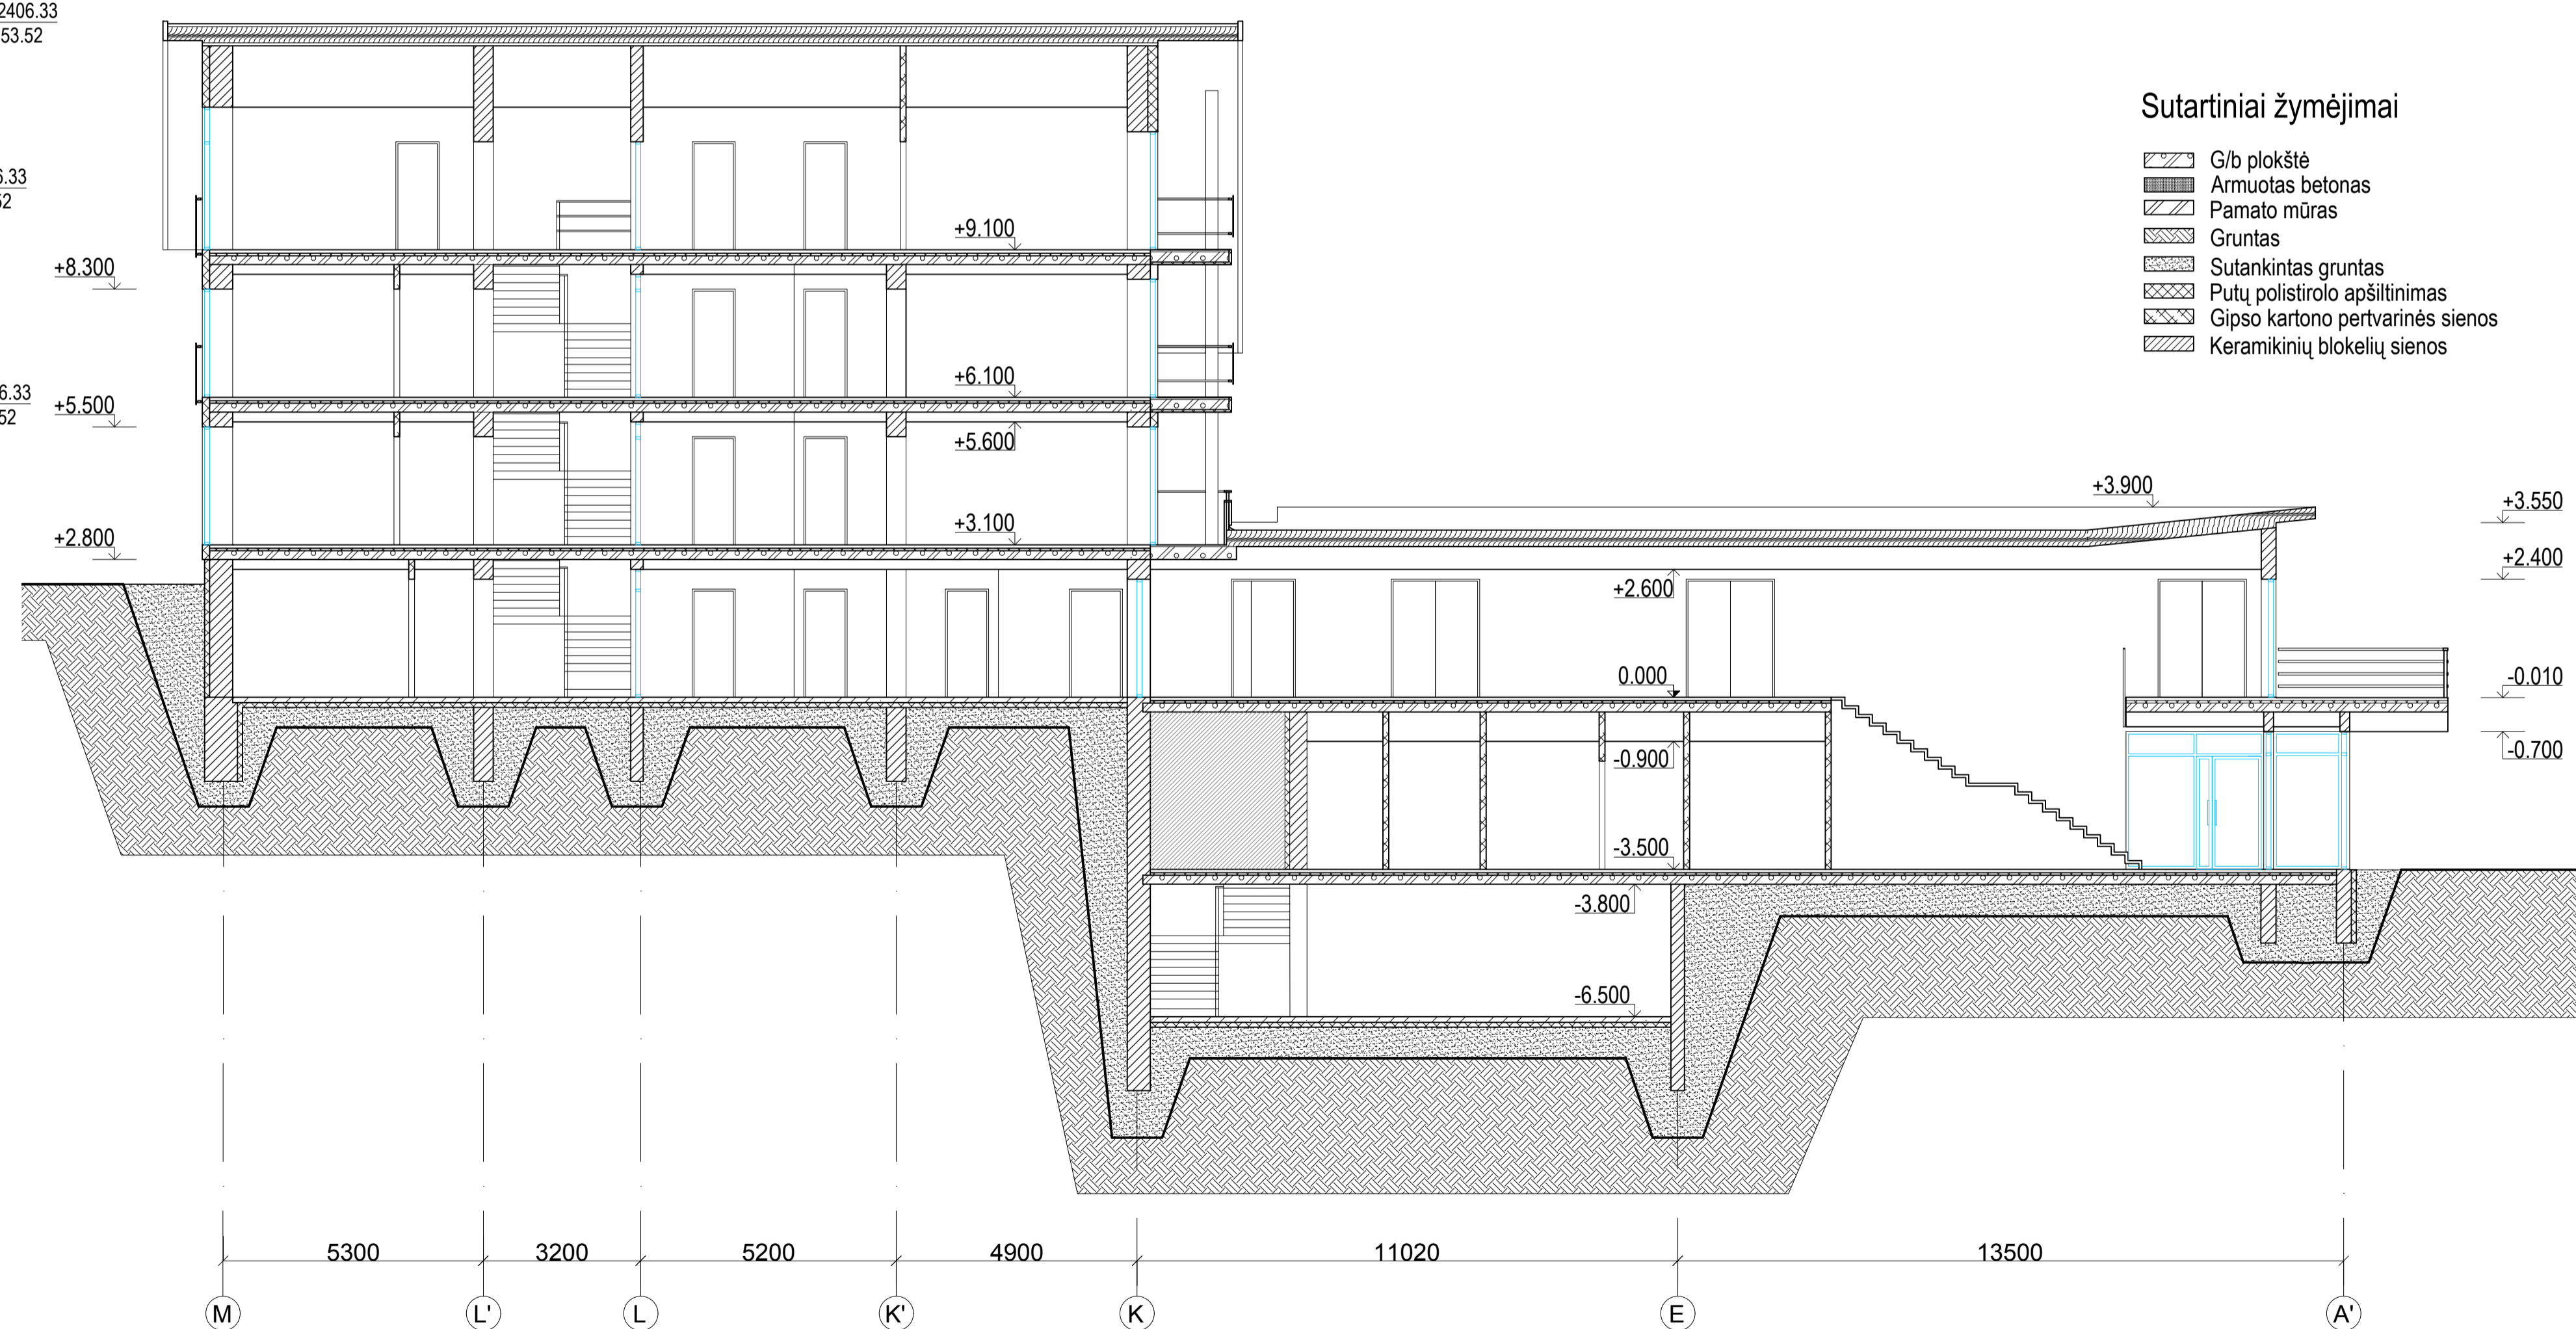 2406.33
53.52
6.33
52
6.33
52
Sutartiniai žymėjimai
G/b plokštė
Armuotas betonas
Pamato mūras
Gruntas
Sutankintas gruntas
Putų polistirolo apšiltinimas
Gipso kartono pertvarinės sienos
Keramikinių blokelių sienos
+9.100
+8.300
+6.100
+5.500
+5.600
+3.900
+3.550
+3.100
+2.800
+2.400
+2.600
0.000
-0.010
-0.900
-0.700
-3.500
-3.800
-6.500
5300
3200
5200
4900
11020
13500
M
L'
L
K'
K
E
A'